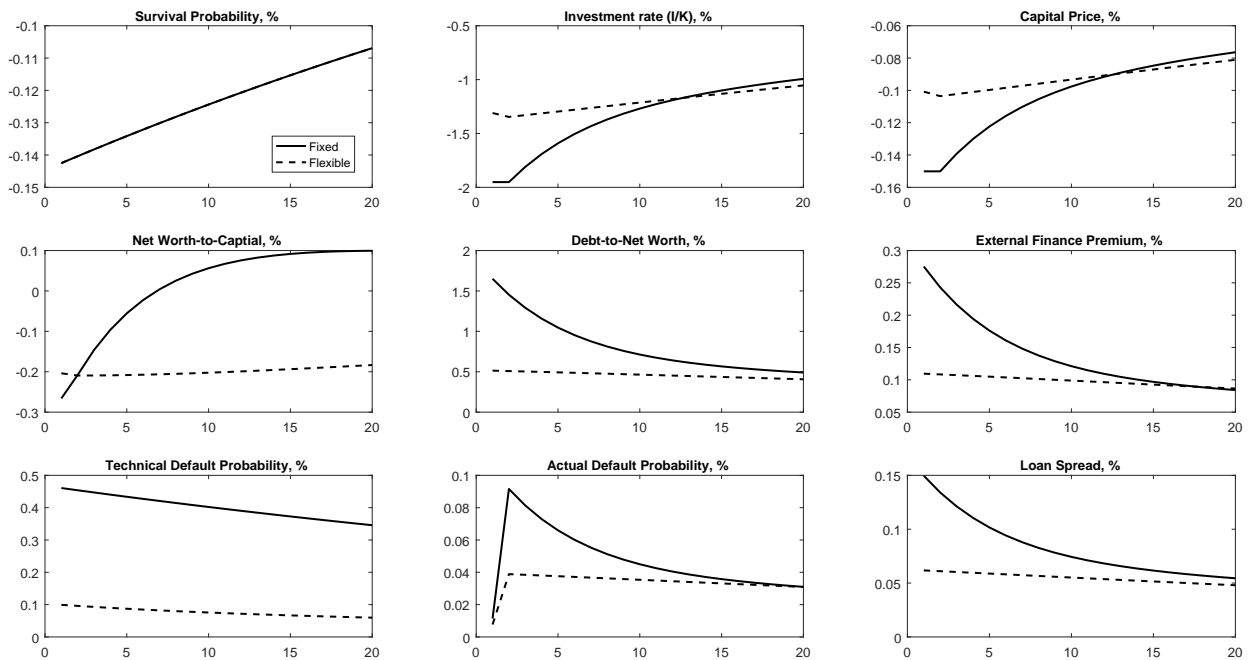 Survival Probability, %
-0.1
-0.11
-0.12
-0.13
-0.14
-0.15
0 5 10 15 20
Fixed
Flexible
Investment rate (I/K), %
-0.5
-1
-1.5
-2
0 5 10 15 20
Capital Price, %
-0.06
-0.08
-0.1
-0.12
-0.14
-0.16
0 5 10 15 20
Net Worth-to-Captial, %
0.1
0
-0.1
-0.2
-0.3
0 5 10 15 20
Debt-to-Net Worth, %
2
1.5
1
0.5
0
0 5 10 15 20
External Finance Premium, %
0.3
0.25
0.2
0.15
0.1
0.05
0 5 10 15 20
Technical Default Probability, %
0.5
0.4
0.3
0.2
0.1
0
0 5 10 15 20
Actual Default Probability, %
0.1
0.08
0.06
0.04
0.02
0
0 5 10 15 20
Loan Spread, %
0.15
0.1
0.05
0
0 5 10 15 20